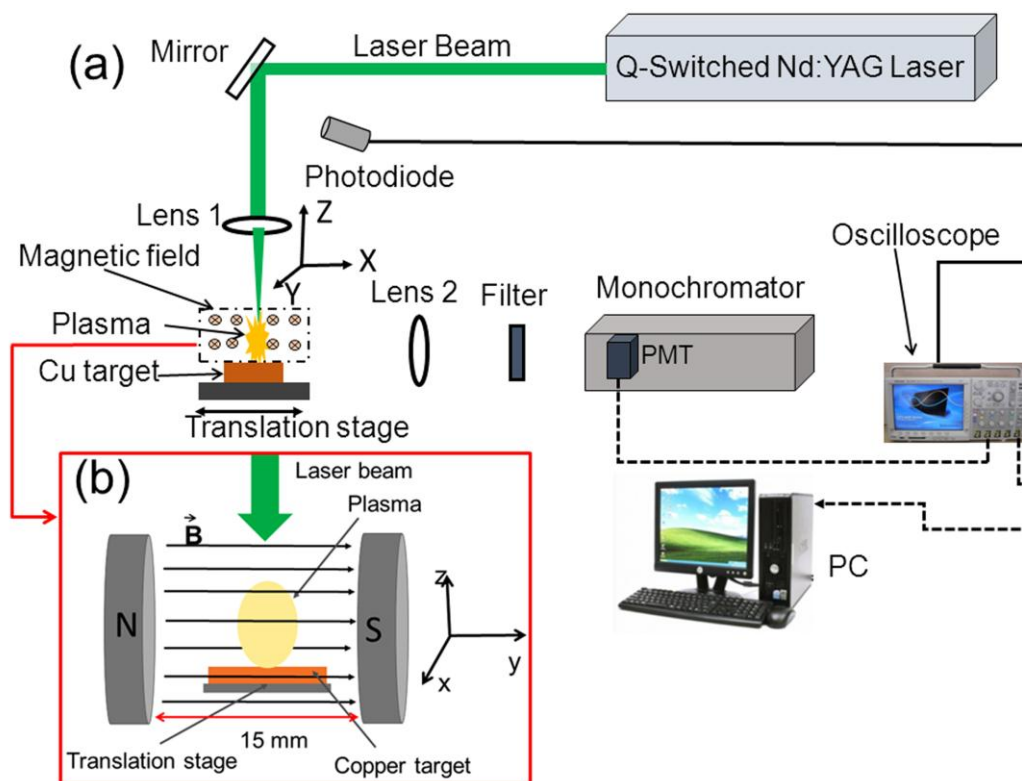 (a)
Mirror
Laser Beam
Q-Switched Nd:YAG Laser
Photodiode
Lens 1
Z
X
Y
Magnetic field
Plasma
Cu target
Translation stage
Lens 2
Filter
Monochromator
PMT
Oscilloscope
PC
(b)
Laser beam
Plasma
B
N
S
z
y
x
15 mm
Translation stage
Copper target